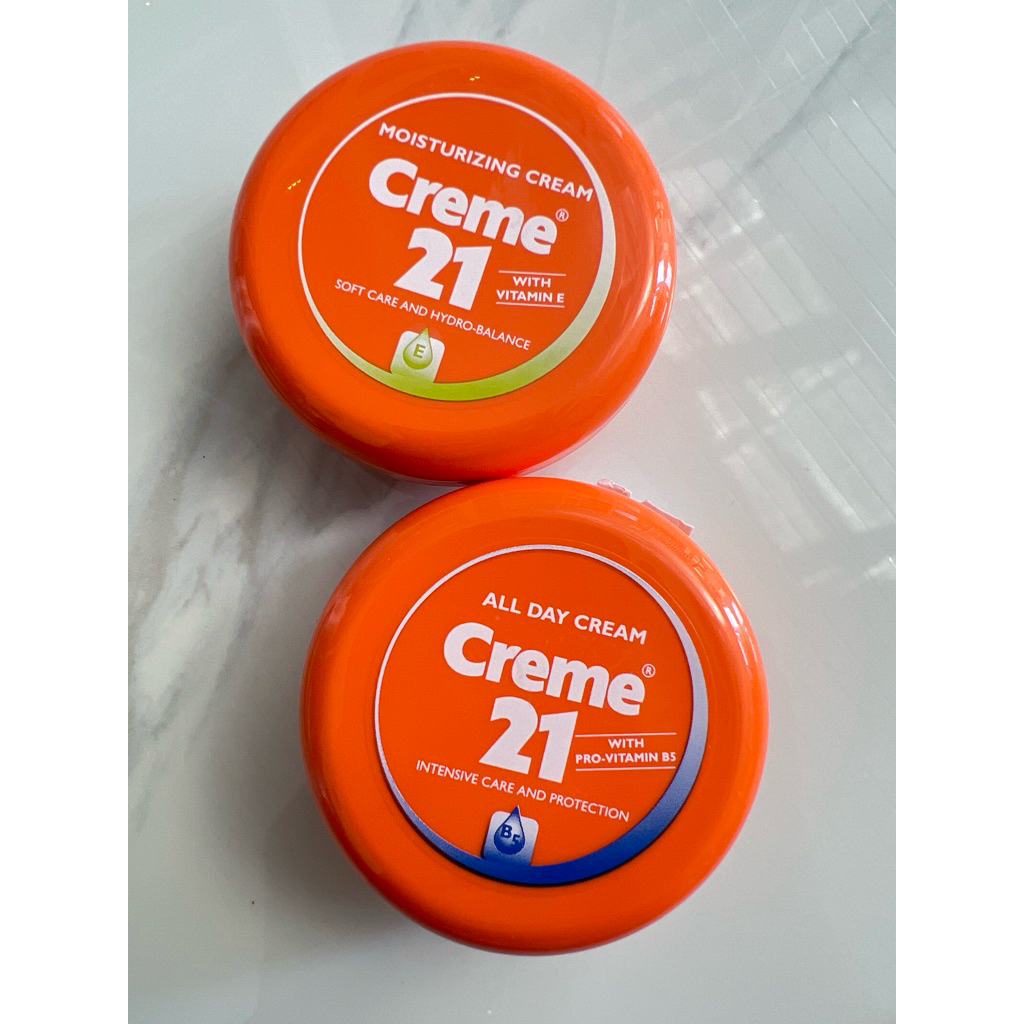 MOISTURIZING CREAM
Creme®
21
WITH
VITAMIN E
SOFT CARE AND HYDRO-BALANCE
E
ALL DAY CREAM
Creme®
21
WITH
PRO-VITAMIN B5
INTENSIVE CARE AND PROTECTION
B5